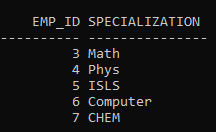 EMP_ID SPECIALIZATION
---------- ---------------
3 Math
4 Phys
5 ISLS
6 Computer
7 CHEM